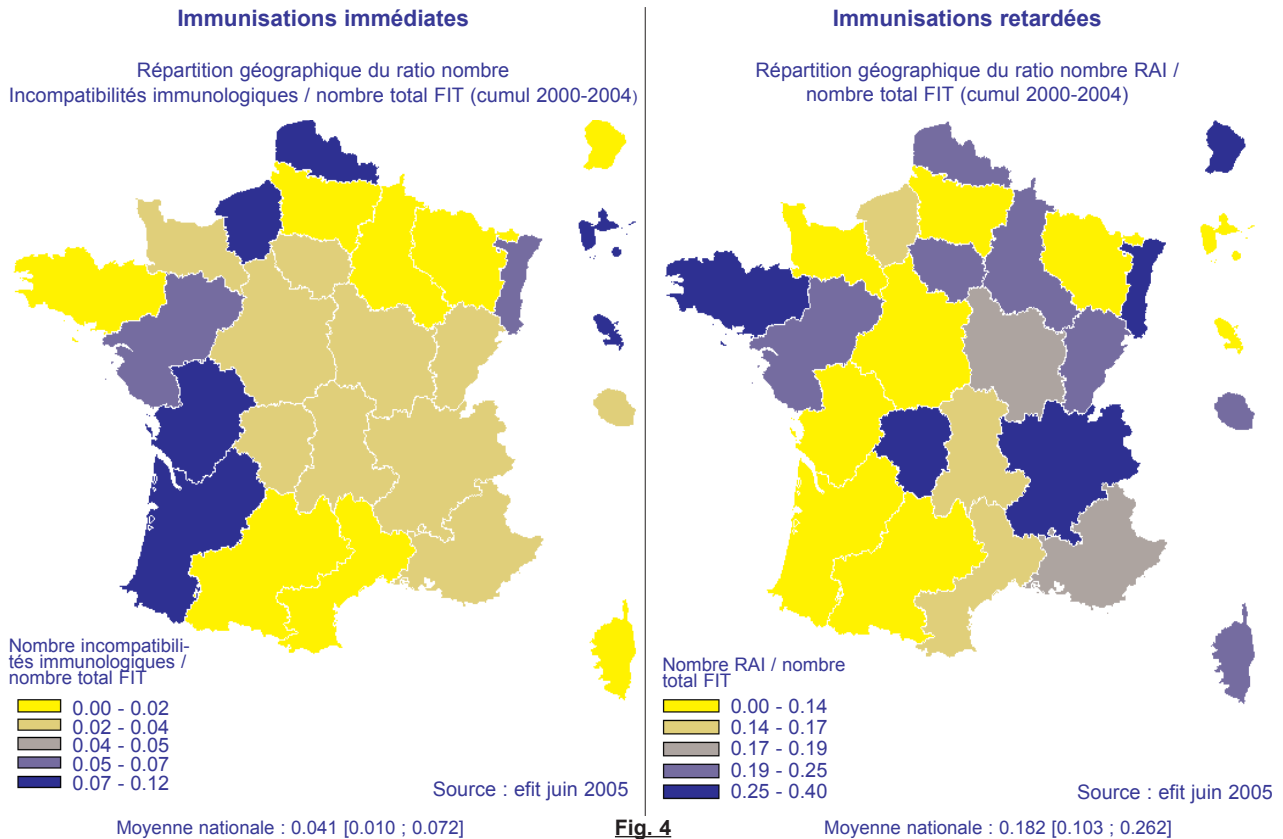 Immunisations immédiates
Répartition géographique du ratio nombre
Incompatibilités immunologiques / nombre total FIT (cumul 2000-2004)
Nombre incompatibili-
tés immunologiques /
nombre total FIT
0.00 - 0.02
0.02 - 0.04
0.04 - 0.05
0.05 - 0.07
0.07 - 0.12
Source : efit juin 2005
Moyenne nationale : 0.041 [0.010 ; 0.072]
Immunisations retardées
Répartition géographique du ratio nombre RAI /
nombre total FIT (cumul 2000-2004)
Nombre RAI / nombre
total FIT
0.00 - 0.14
0.14 - 0.17
0.17 - 0.19
0.19 - 0.25
0.25 - 0.40
Source : efit juin 2005
Moyenne nationale : 0.182 [0.103 ; 0.262]
Fig. 4